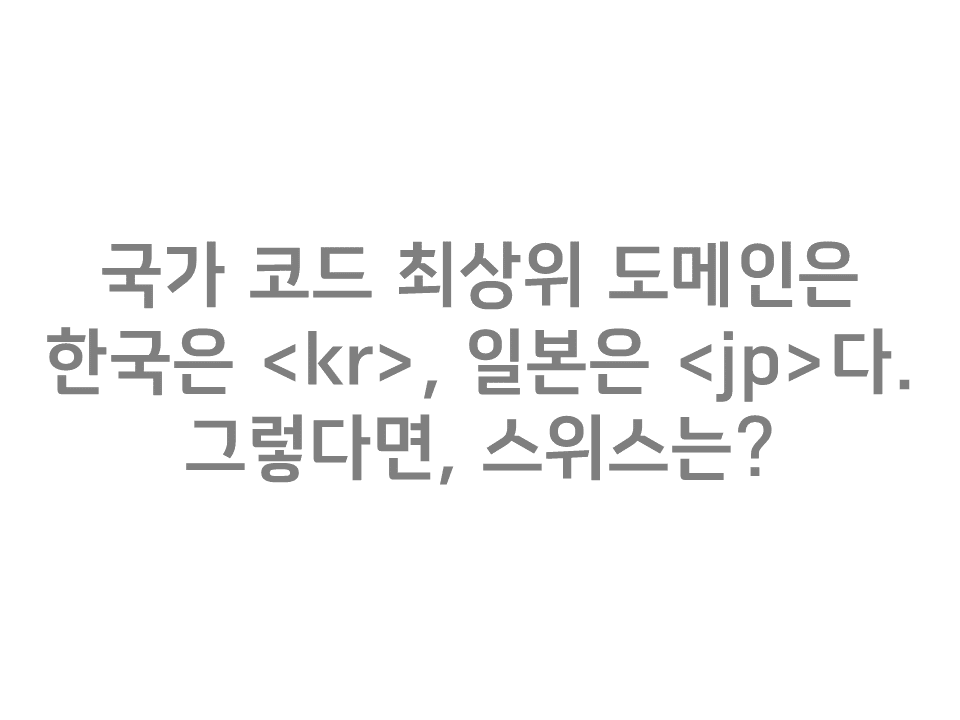 국가 코드 최상위 도메인은
한국은 <kr>, 일본은 <jp>다.
그렇다면, 스위스는?